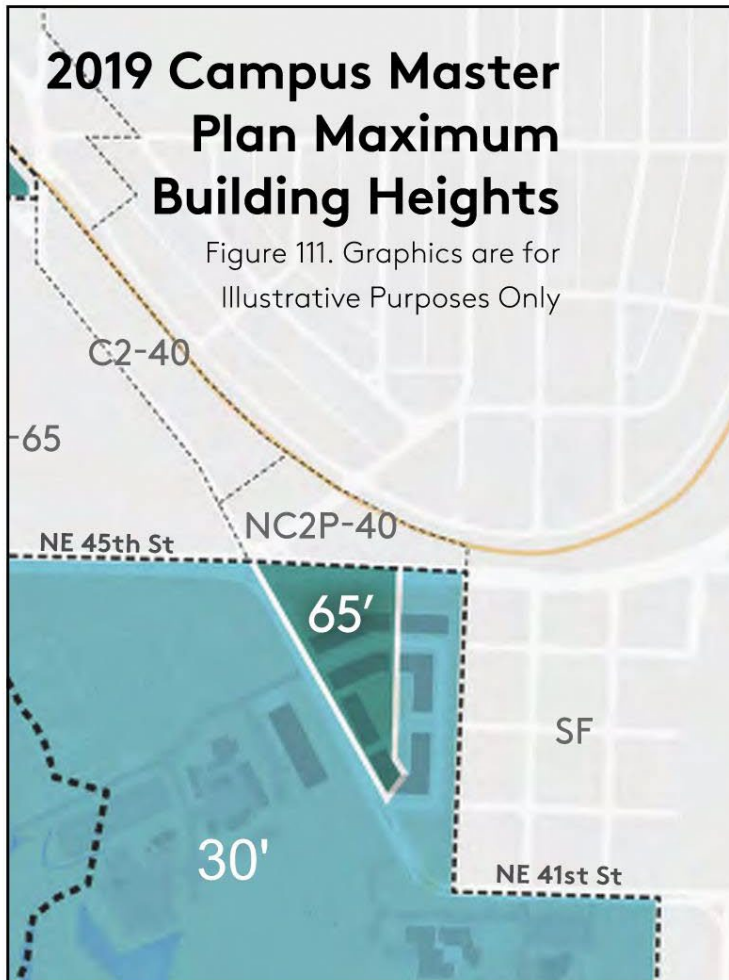 2019 Campus Master
Plan Maximum
Building Heights
Figure 111. Graphics are for
Illustrative Purposes Only
C2-40
-65
NC2P-40
NE 45th St
65’
SF
30'
NE 41st St